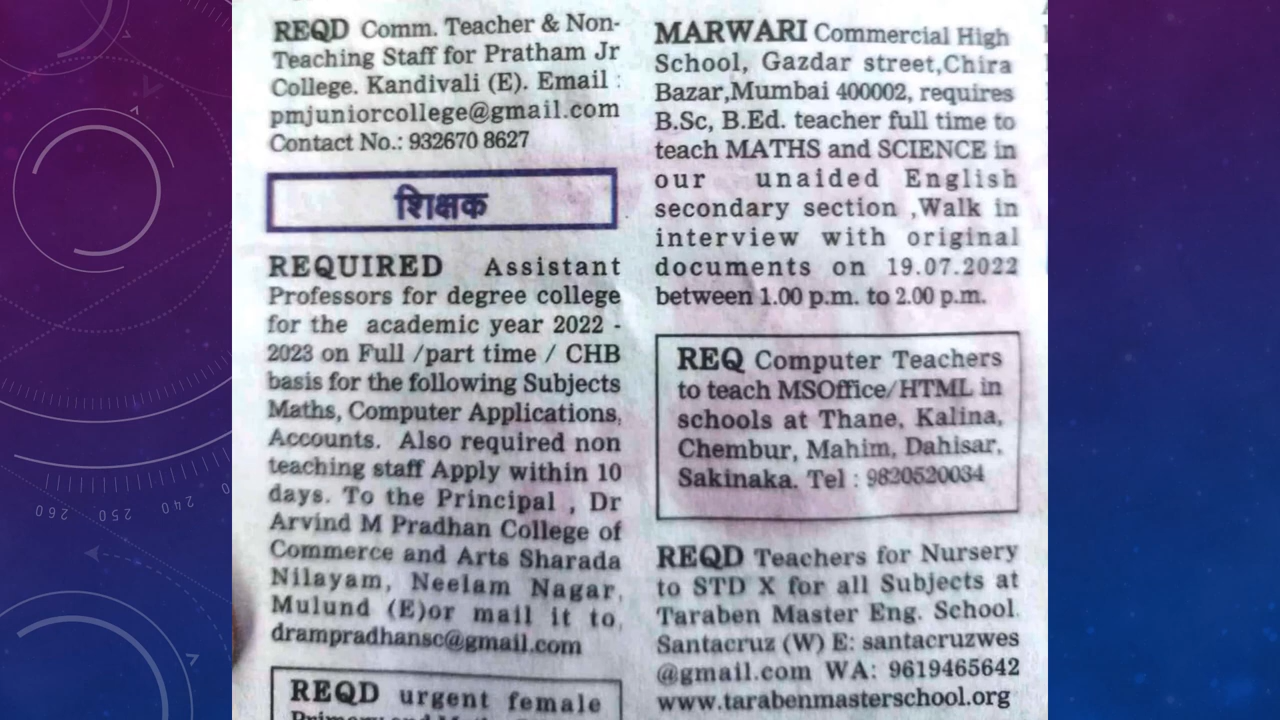 REQD Comm. Teacher & Non-
Teaching Staff for Pratham Jr
College. Kandivali (E). Email :
pmjuniorcollege@gmail.com
Contact No.: 932670 8627
शिक्षक
REQUIRED Assistant
Professors for degree college
for the academic year 2022 -
2023 on Full /part time / CHB
basis for the following Subjects
Maths, Computer Applications,
Accounts. Also required non
teaching staff Apply within 10
days. To the Principal , Dr
Arvind M Pradhan College of
Commerce and Arts Sharada
Nilayam, Neelam Nagar,
Mulund (E)or mail it to,
drampradhansc@gmail.com
REQD urgent female
MARWARI Commercial High
School, Gazdar street,Chira
Bazar,Mumbai 400002, requires
B.Sc, B.Ed. teacher full time to
teach MATHS and SCIENCE in
our unaided English
secondary section ,Walk in
interview with original
documents on 19.07.2022
between 1.00 p.m. to 2.00 p.m.
REQ Computer Teachers
to teach MSOffice/HTML in
schools at Thane, Kalina,
Chembur, Mahim, Dahisar,
Sakinaka. Tel : 9820520034
REQD Teachers for Nursery
to STD X for all Subjects at
Taraben Master Eng. School.
Santacruz (W) E: santacruzwes
@gmail.com WA: 9619465642
www.tarabenmasterschool.org
260 250 240